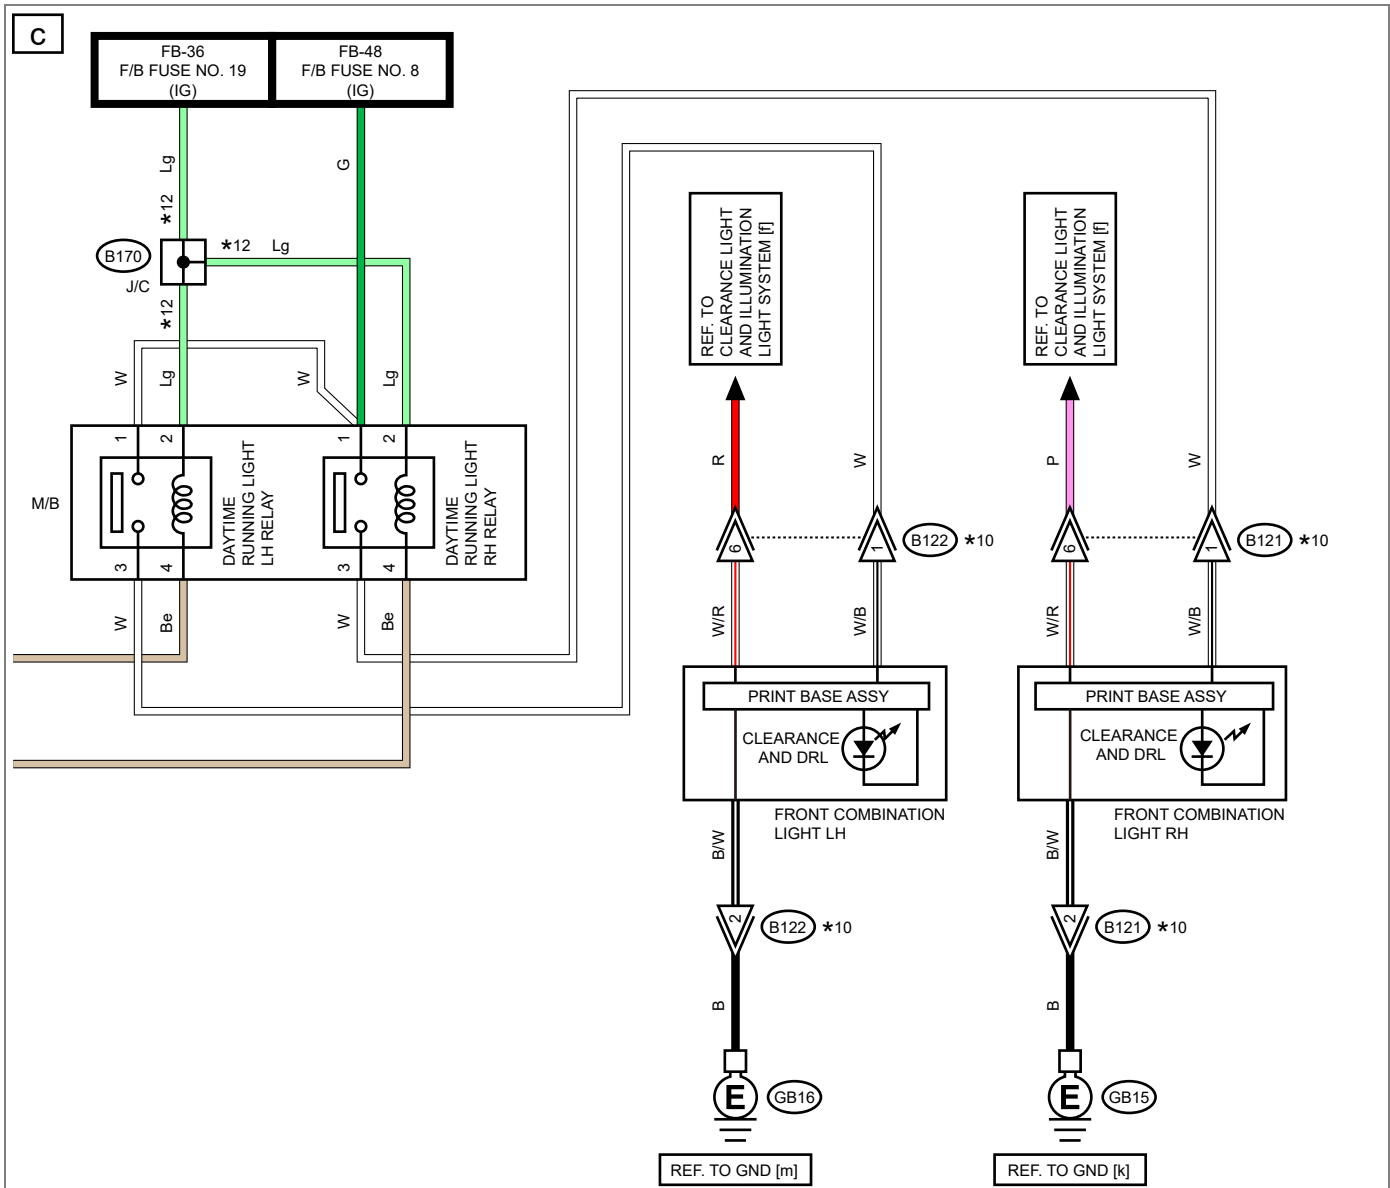 C
FB-36
F/B FUSE NO. 19
(IG)
FB-48
F/B FUSE NO. 8
(IG)
Lg
G
*12
B170
J/C
*12 Lg
*12
W
Lg
W
Lg
M/B
1
2
3
4
DAYTIME
RUNNING LIGHT
LH RELAY
1
2
3
4
DAYTIME
RUNNING LIGHT
RH RELAY
W
Be
W
Be
REF. TO
CLEARANCE LIGHT
AND ILLUMINATION
LIGHT SYSTEM [f]
REF. TO
CLEARANCE LIGHT
AND ILLUMINATION
LIGHT SYSTEM [f]
R
W
P
W
6
1
B122 *10
6
1
B121 *10
W/R
W/B
W/R
W/B
PRINT BASE ASSY
CLEARANCE
AND DRL
FRONT COMBINATION
LIGHT LH
PRINT BASE ASSY
CLEARANCE
AND DRL
FRONT COMBINATION
LIGHT RH
B/W
B/W
2
B122 *10
2
B121 *10
B
B
E
GB16
E
GB15
REF. TO GND [m]
REF. TO GND [k]